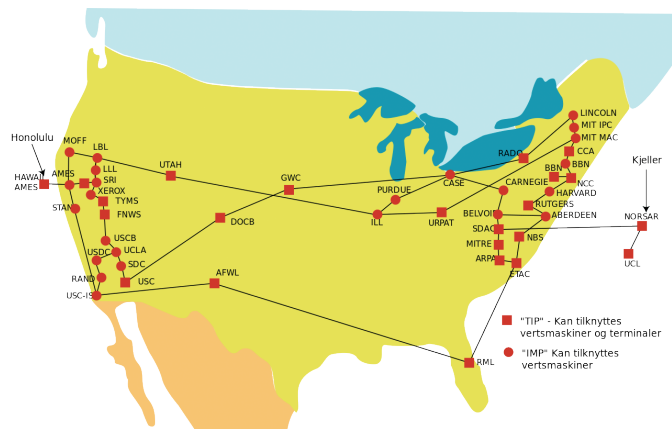 LINCOLN
MIT IPC
MIT MAC
Honolulu
MOFF
LBL
RADC
CCA
UTAH
BBN
BBN
Kjeller
LLL
HAWAI
AMES
AMES
SRI
GWC
CASE
NCC
XEROX
PURDUE
CARNEGIE
HARVARD
TYMS
RUTGERS
STAN
FNWS
DOCB
ILL
URPAT
BELVOIR
ABERDEEN
NORSAR
SDAC
USCB
NBS
MITRE
USDC
UCLA
SDC
ARPA
UCL
RAND
USC
AFWL
ETAC
USC-ISI
"TIP" - Kan tilknyttes
vertsmaskiner og terminaler
"IMP" Kan tilknyttes
vertsmaskiner
RML